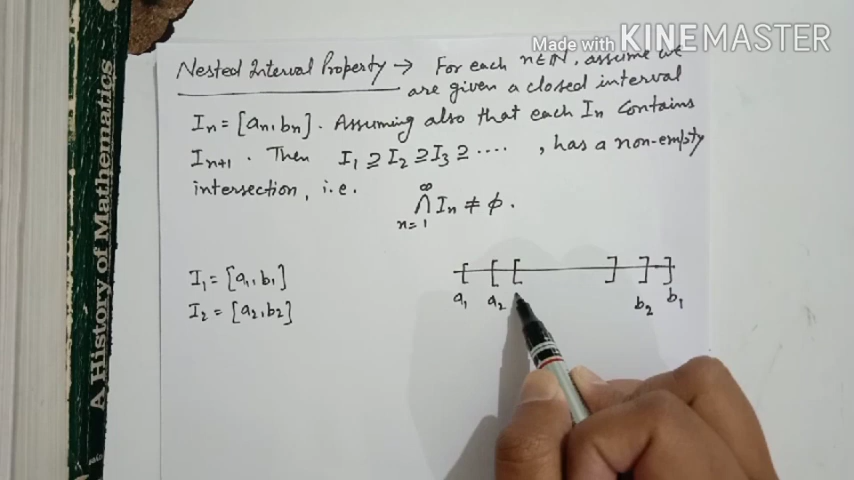 Made with KINEMASTER
Nested Interval Property → For each n∈N, assume we
are given a closed interval
Iₙ = [aₙ, bₙ]. Assuming also that each Iₙ contains
Iₙ₊₁. Then I₁ ⊇ I₂ ⊇ I₃ ⊇ ...., has a non-empty
intersection, i.e.
∞
∩ Iₙ ≠ φ.
n=1
I₁ = [a₁, b₁]
I₂ = [a₂, b₂]
[ [ [ ] ] ]
a₁ a₂ b₂ b₁
A History of Mathematics